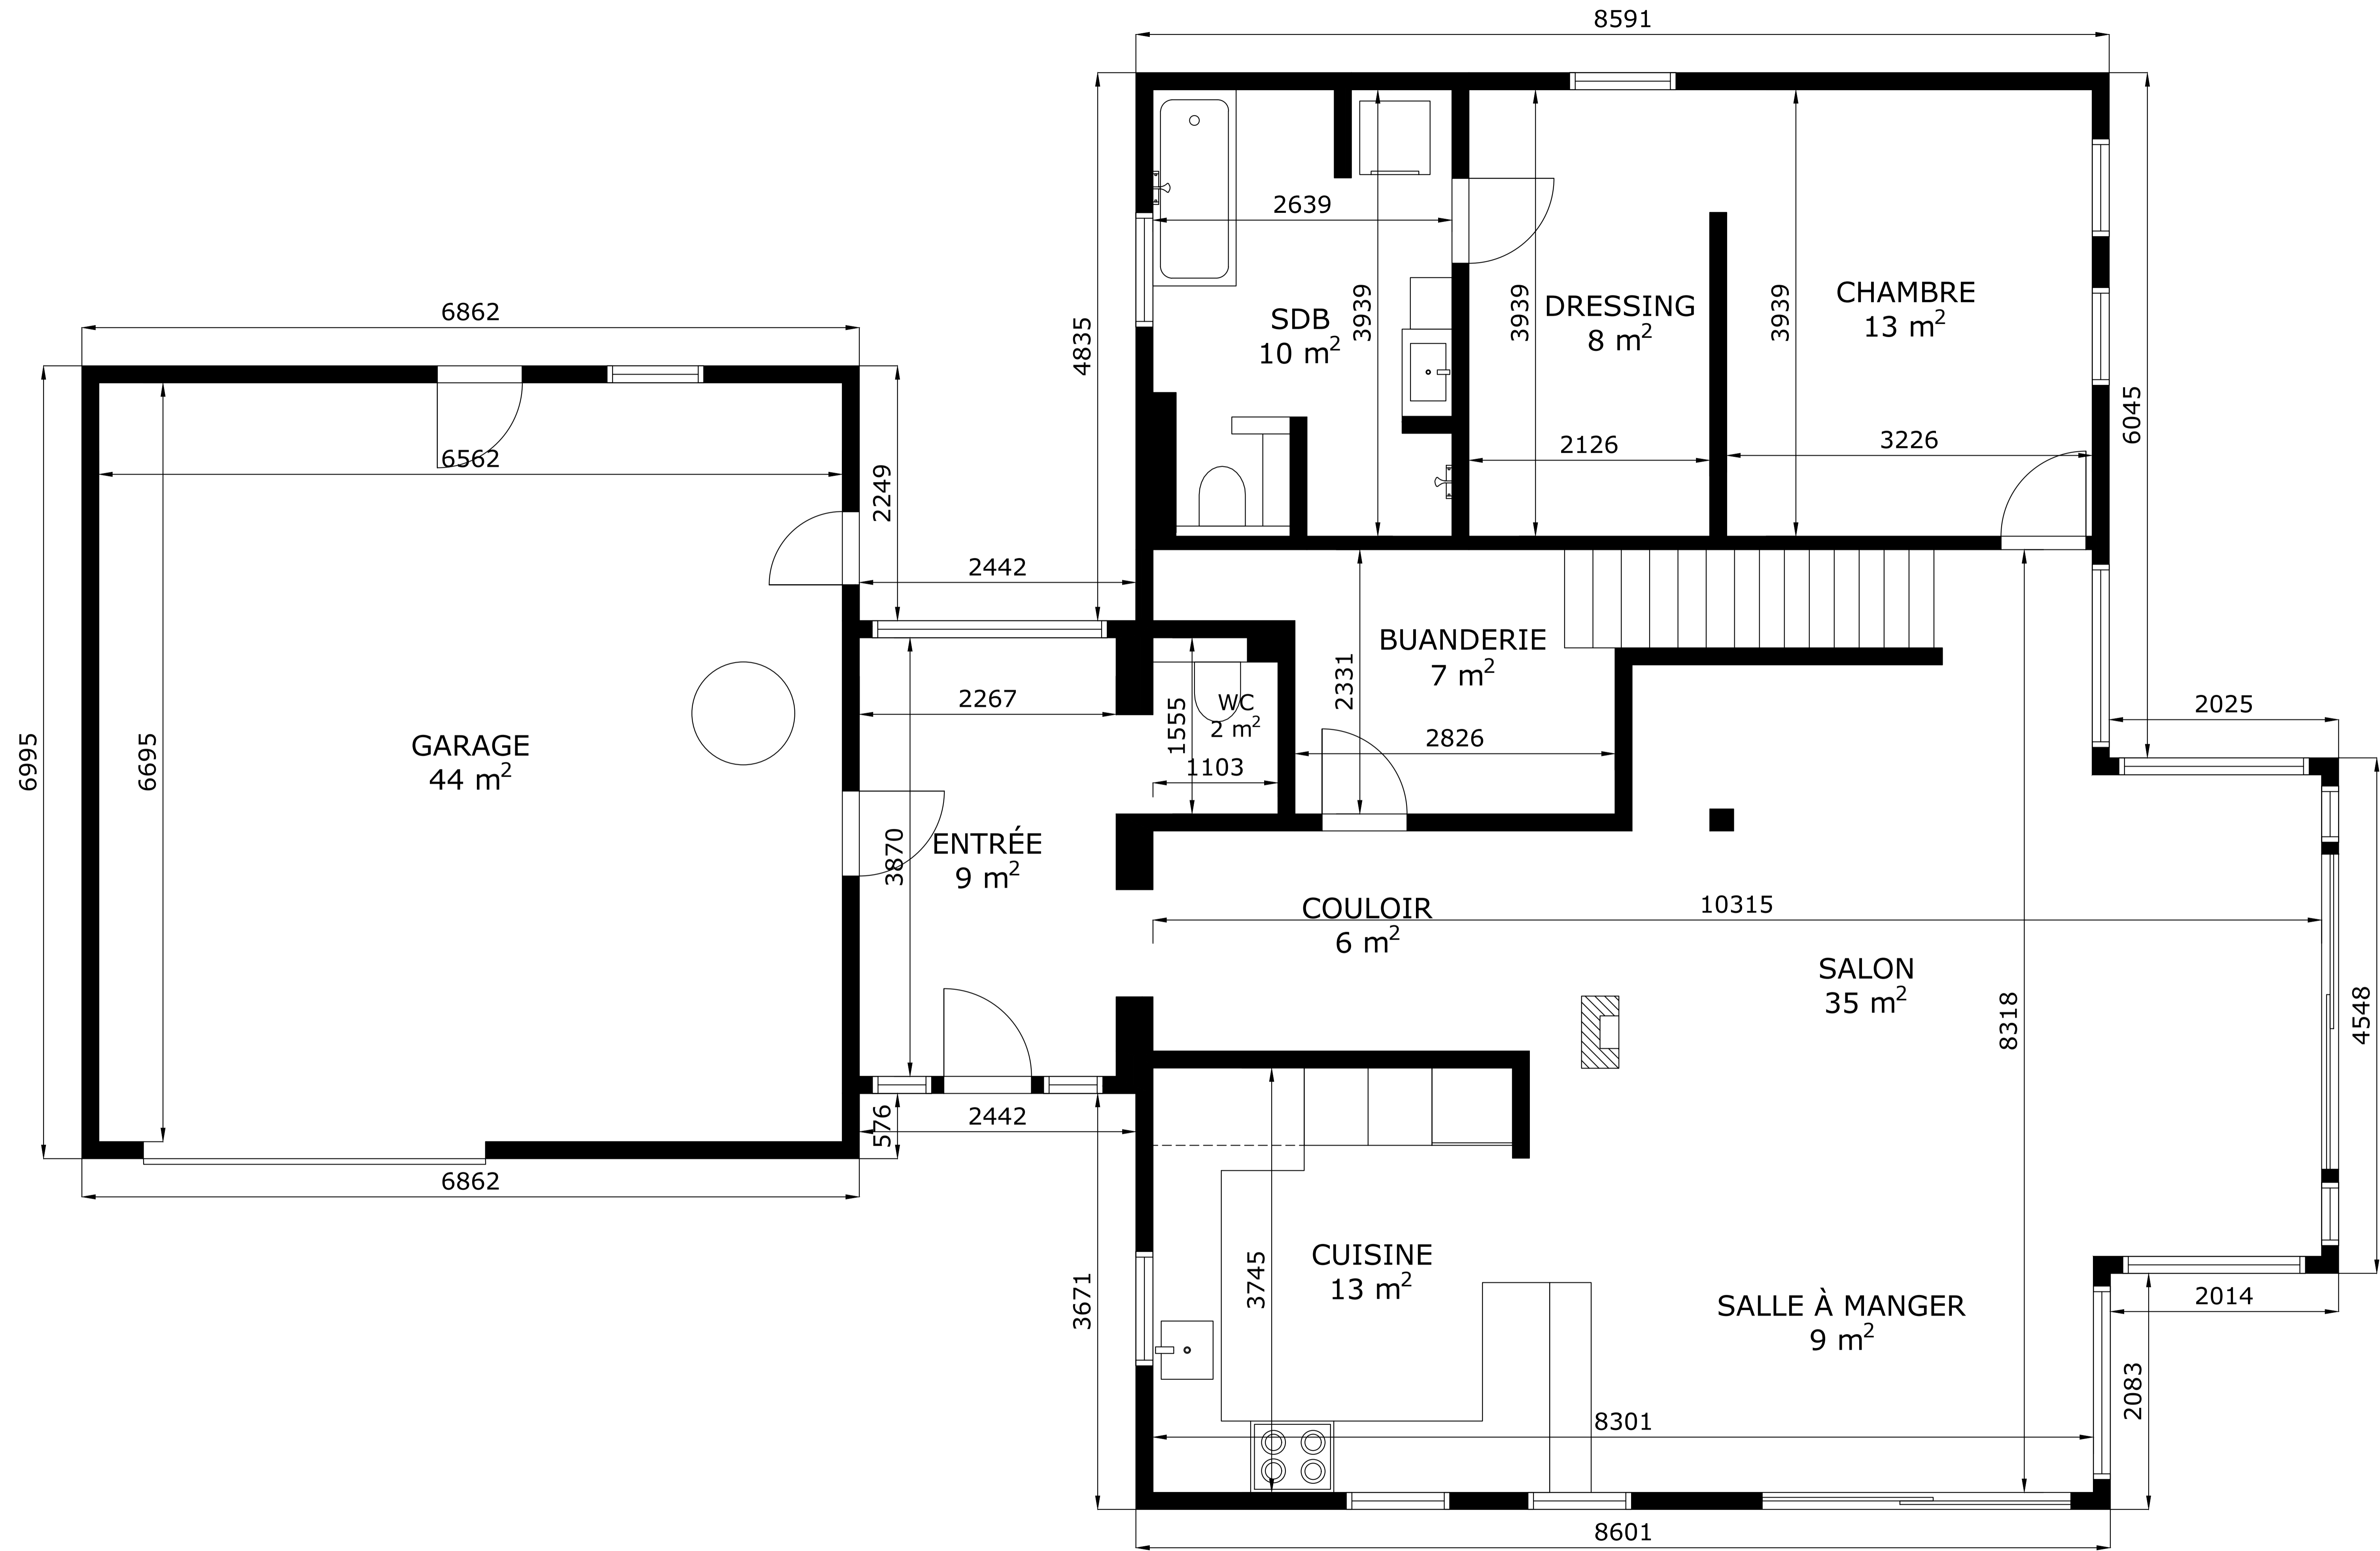 8591
6862
2639
3939
3939
3939
SDB
10 m²
DRESSING
8 m²
CHAMBRE
13 m²
4835
6045
2126
3226
6562
2249
2442
6995
6695
GARAGE
44 m²
2267
1555
WC
2 m²
1103
2331
BUANDERIE
7 m²
2826
2025
3870
ENTRÉE
9 m²
COULOIR
6 m²
10315
SALON
35 m²
8318
4548
576
2442
6862
3671
3745
CUISINE
13 m²
SALLE À MANGER
9 m²
2014
2083
8301
8601